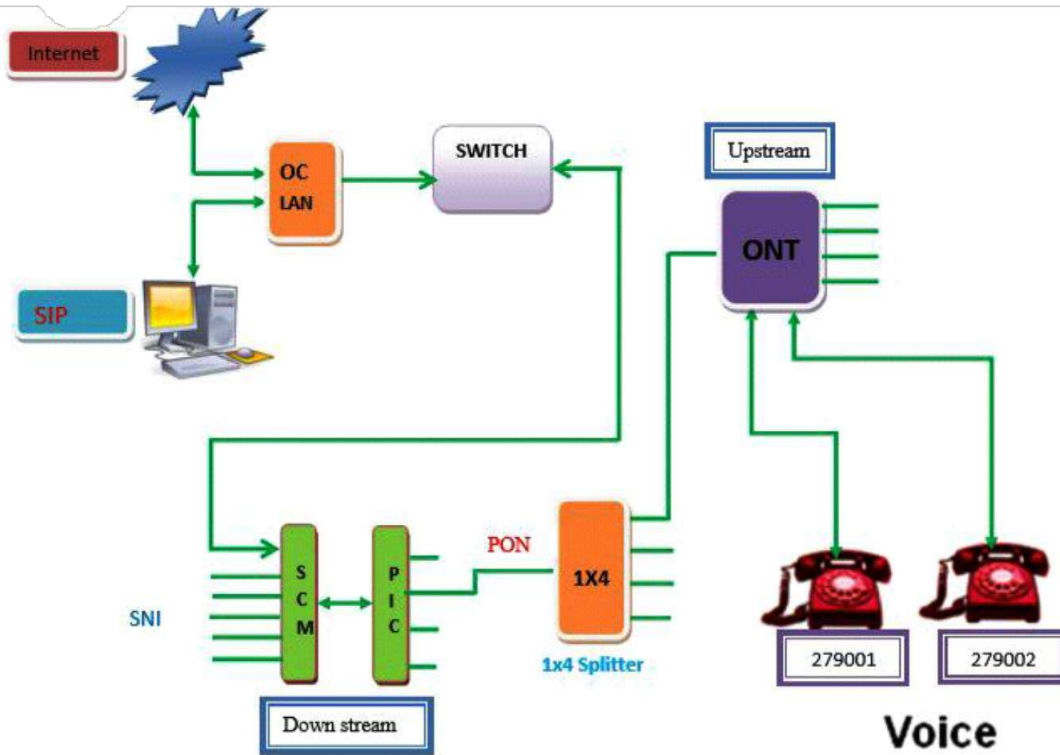 Internet
OC
LAN
SWITCH
Upstream
ONT
SIP
SNI
S
C
M
P
I
C
PON
1X4
1x4 Splitter
Down stream
279001
279002
Voice